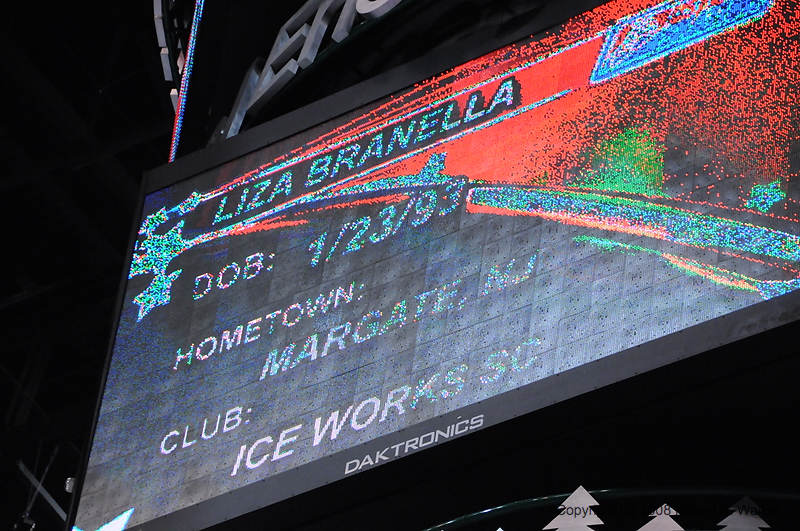 LIZA BRANELLA
DOB: 1/23/93
HOMETOWN:
MARGATE, NJ
CLUB:
ICE WORKS SC
DAKTRONICS